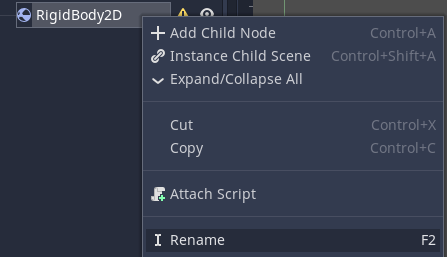 RigidBody2D
Add Child Node Control+A
Instance Child Scene Control+Shift+A
Expand/Collapse All
Cut Control+X
Copy Control+C
Attach Script
Rename F2